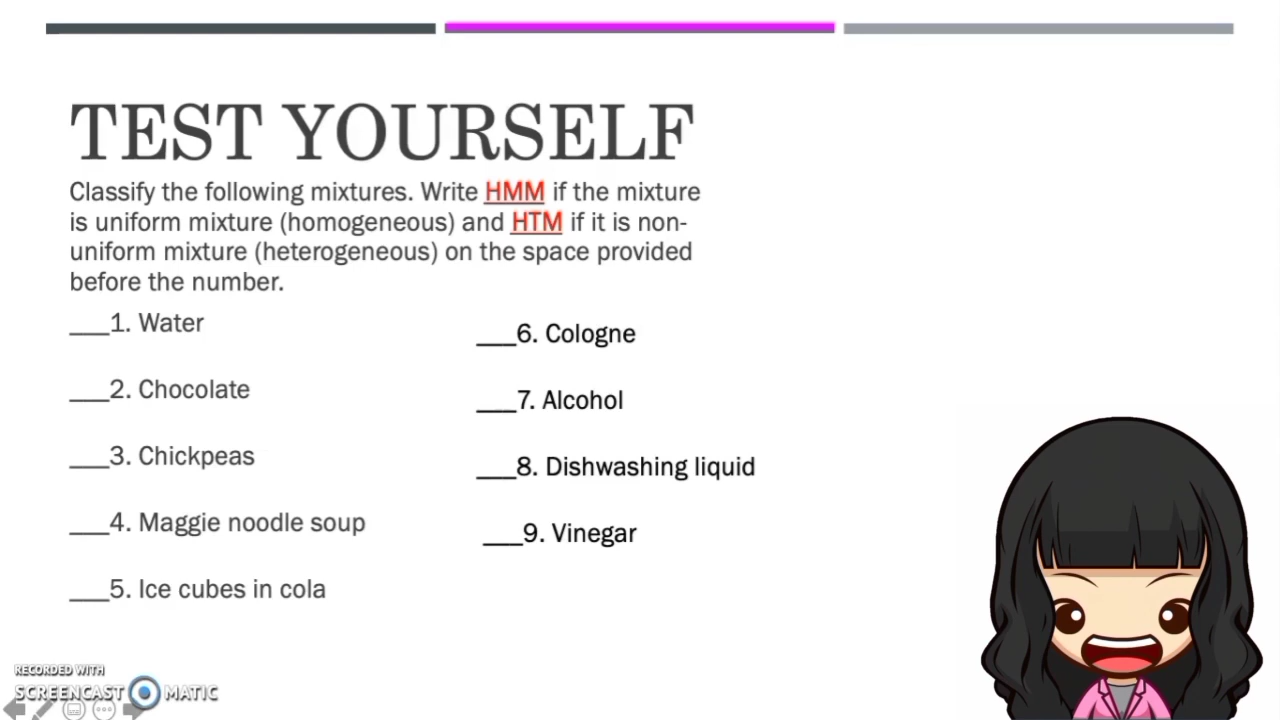 TEST YOURSELF
Classify the following mixtures. Write HMM if the mixture
is uniform mixture (homogeneous) and HTM if it is non-
uniform mixture (heterogeneous) on the space provided
before the number.
___1. Water
___2. Chocolate
___3. Chickpeas
___4. Maggie noodle soup
___5. Ice cubes in cola
___6. Cologne
___7. Alcohol
___8. Dishwashing liquid
___9. Vinegar
RECORDED WITH
SCREENCAST MATIC